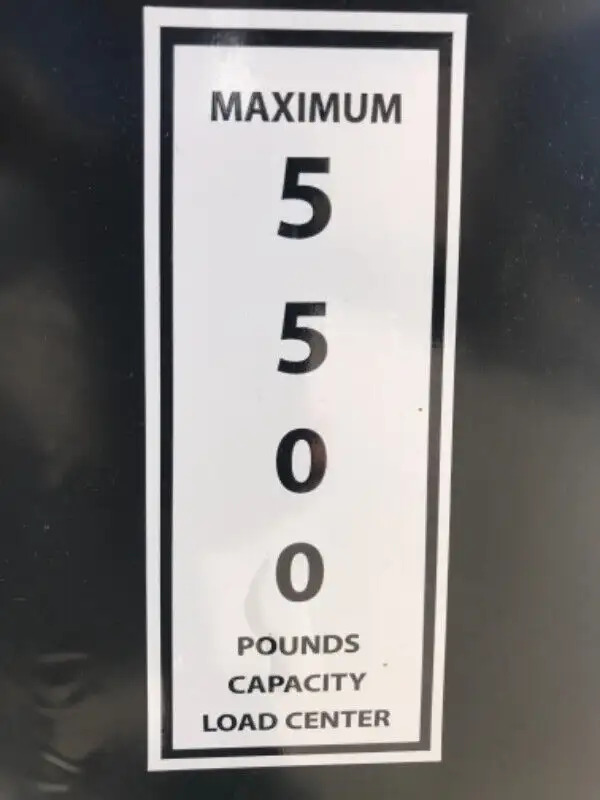 MAXIMUM
5
5
0
0
POUNDS
CAPACITY
LOAD CENTER